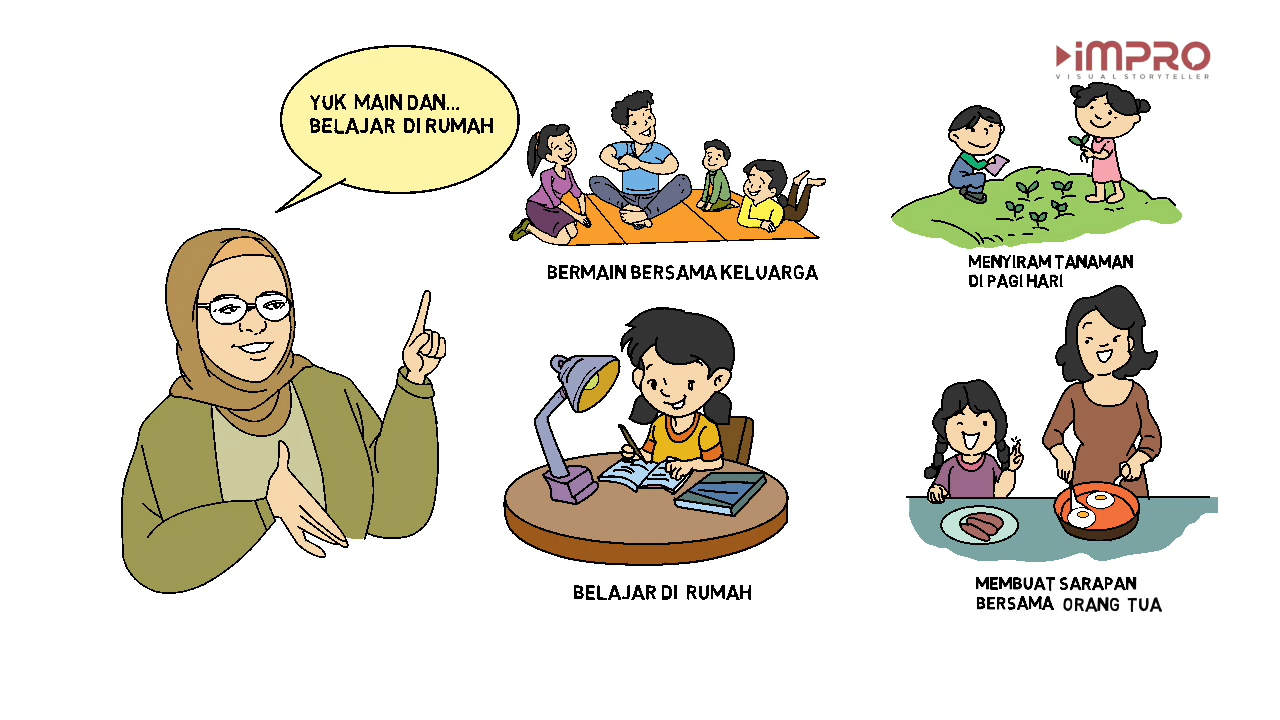 iMPRO
VISUAL STORYTELLER
YUK MAIN DAN...
BELAJAR DI RUMAH
BERMAIN BERSAMA KELUARGA
MENYIRAM TANAMAN
DI PAGI HARI
BELAJAR DI RUMAH
MEMBUAT SARAPAN
BERSAMA ORANG TUA